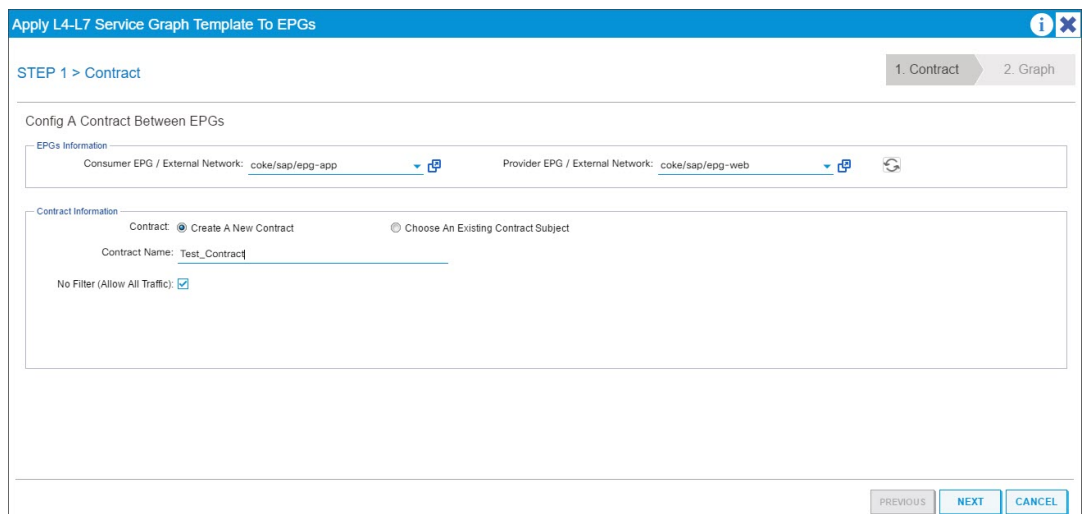 Apply L4-L7 Service Graph Template To EPGs
STEP 1 > Contract
1. Contract 2. Graph
Config A Contract Between EPGs
EPGs Information
Consumer EPG / External Network: coke/sap/epg-app Provider EPG / External Network: coke/sap/epg-web
Contract Information
Contract: Create A New Contract Choose An Existing Contract Subject
Contract Name: Test_Contract
No Filter (Allow All Traffic):
PREVIOUS NEXT CANCEL